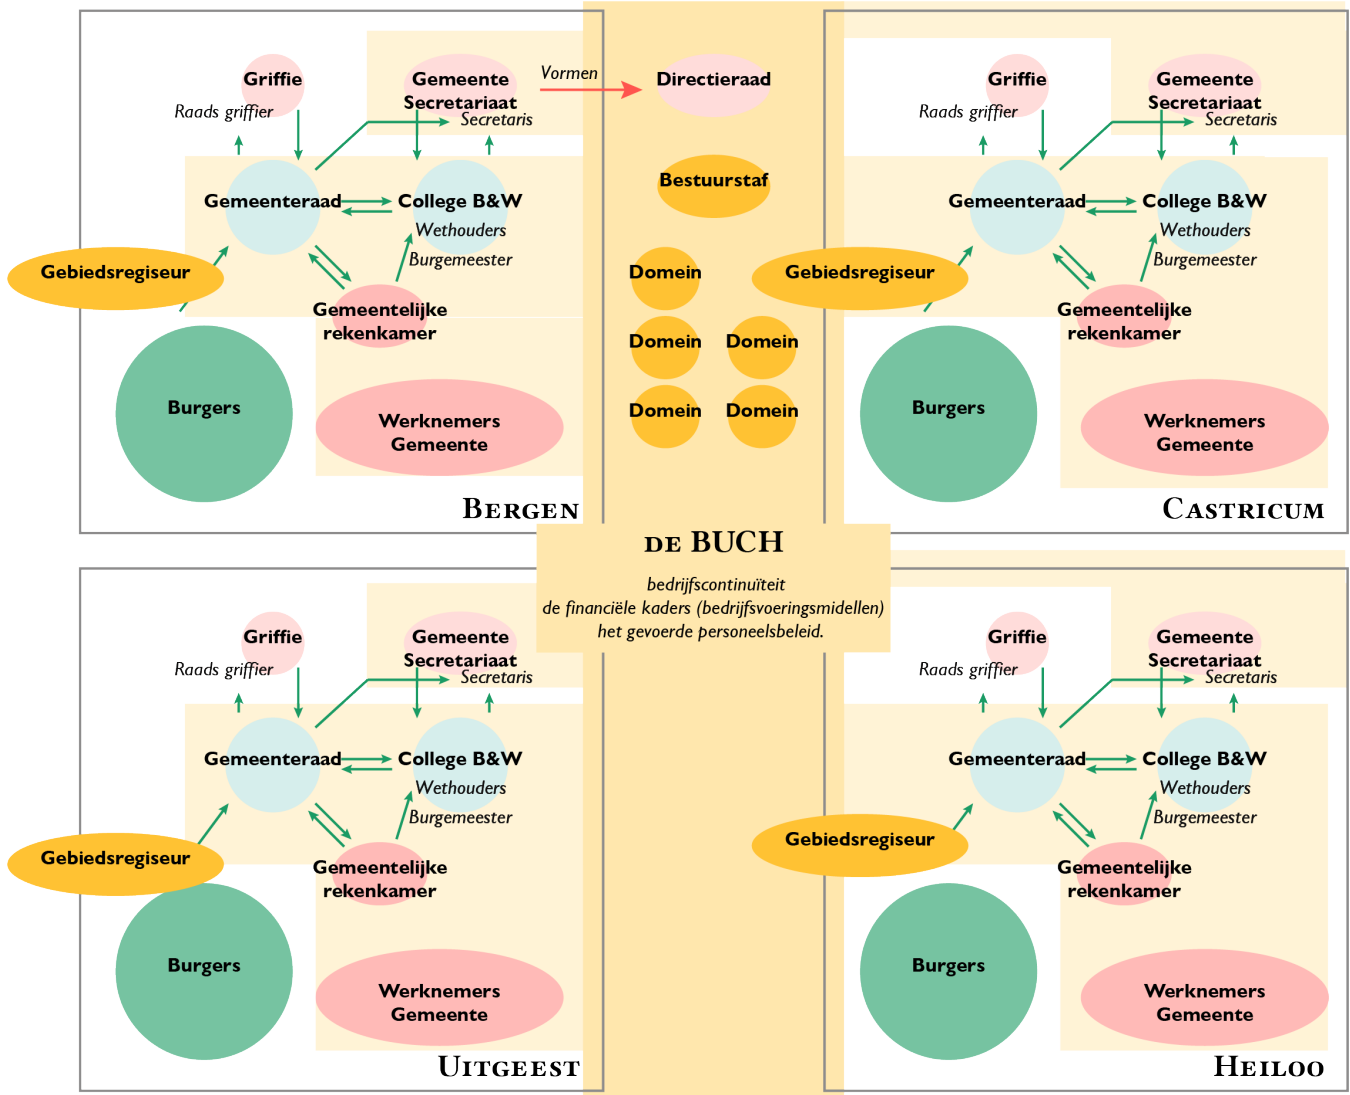 Griffie
Raads griffier
Gemeente
Secretariaat
Secretaris
Gemeenteraad
College B&W
Wethouders
Burgemeester
Gebiedsregiseur
Gemeentelijke
rekenkamer
Burgers
Werknemers
Gemeente
BERGEN
Vormen
Directieraad
Bestuurstaf
Domein
Domein
Domein
Domein
Domein
Griffie
Raads griffier
Gemeente
Secretariaat
Secretaris
Gemeenteraad
College B&W
Wethouders
Burgemeester
Gebiedsregiseur
Gemeentelijke
rekenkamer
Burgers
Werknemers
Gemeente
CASTRICUM
DE BUCH
bedrijfscontinuïteit
de financiële kaders (bedrijfsvoeringsmidellen)
het gevoerde personeelsbeleid.
Griffie
Raads griffier
Gemeente
Secretariaat
Secretaris
Gemeenteraad
College B&W
Wethouders
Burgemeester
Gebiedsregiseur
Gemeentelijke
rekenkamer
Burgers
Werknemers
Gemeente
UITGEEST
Griffie
Raads griffier
Gemeente
Secretariaat
Secretaris
Gemeenteraad
College B&W
Wethouders
Burgemeester
Gebiedsregiseur
Gemeentelijke
rekenkamer
Burgers
Werknemers
Gemeente
HEILOO